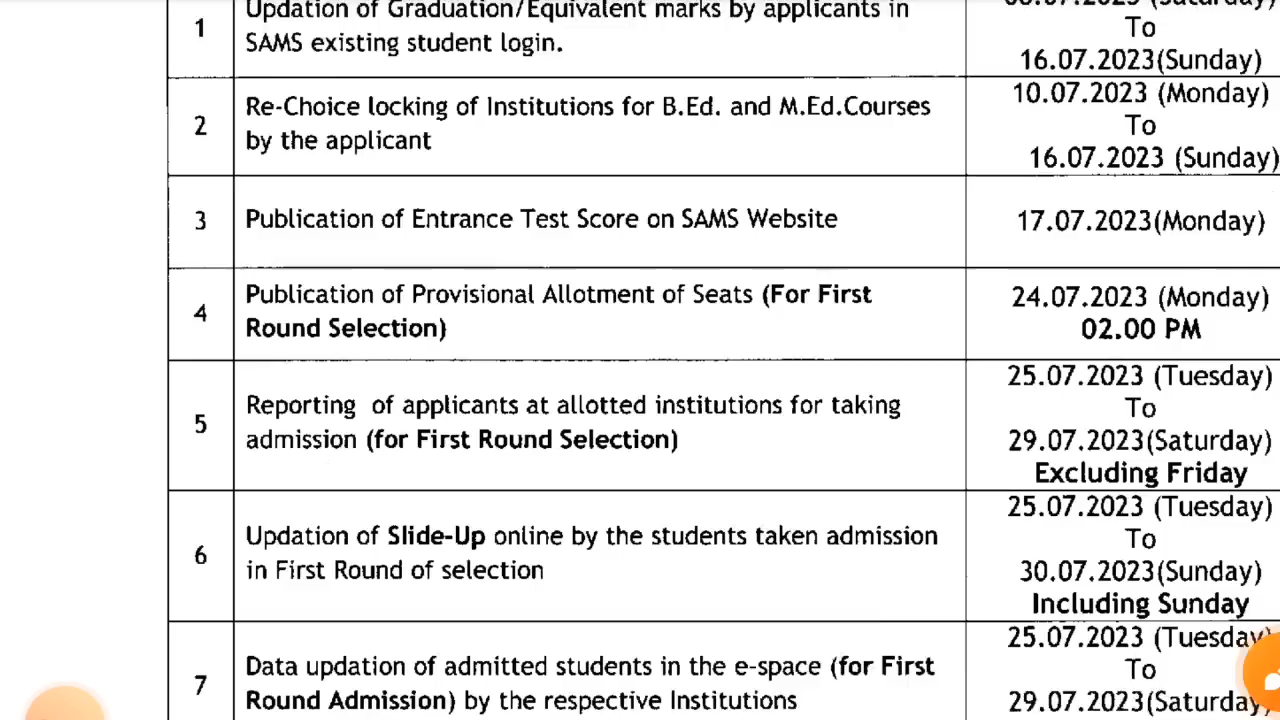 1
Updation of Graduation/Equivalent marks by applicants in
SAMS existing student login.
08.07.2023 (Saturday)
To
16.07.2023(Sunday)
2
Re-Choice locking of Institutions for B.Ed. and M.Ed.Courses
by the applicant
10.07.2023 (Monday)
To
16.07.2023 (Sunday)
3
Publication of Entrance Test Score on SAMS Website
17.07.2023(Monday)
4
Publication of Provisional Allotment of Seats (For First
Round Selection)
24.07.2023 (Monday)
02.00 PM
5
Reporting of applicants at allotted institutions for taking
admission (for First Round Selection)
25.07.2023 (Tuesday)
To
29.07.2023(Saturday)
Excluding Friday
6
Updation of Slide-Up online by the students taken admission
in First Round of selection
25.07.2023 (Tuesday)
To
30.07.2023(Sunday)
Including Sunday
7
Data updation of admitted students in the e-space (for First
Round Admission) by the respective Institutions
25.07.2023 (Tuesday)
To
29.07.2023(Saturday)